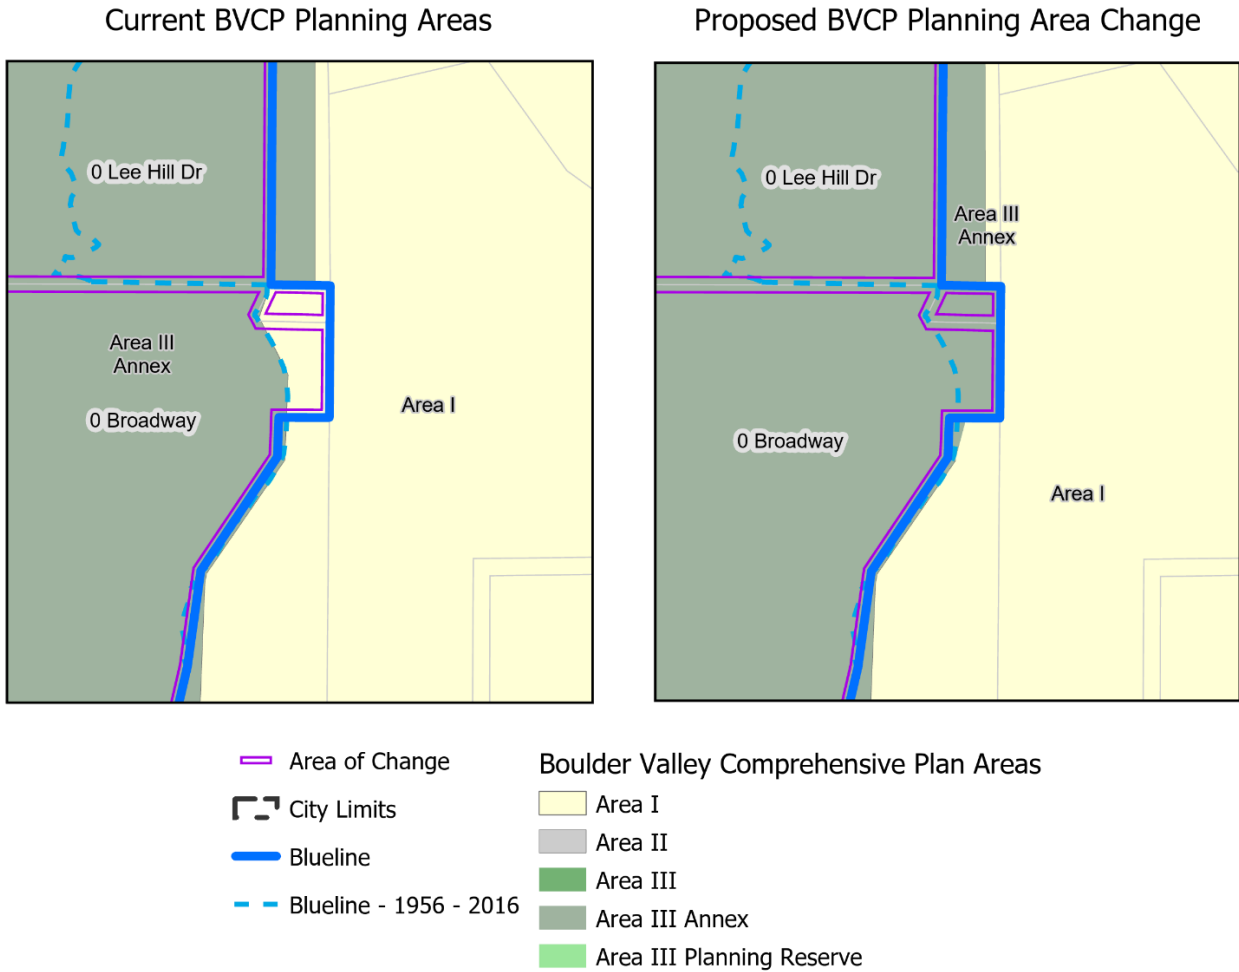 Current BVCP Planning Areas
Proposed BVCP Planning Area Change
0 Lee Hill Dr
Area III
Annex
0 Broadway
Area I
0 Lee Hill Dr
Area III
Annex
0 Broadway
Area I
Area of Change
City Limits
Blueline
Blueline - 1956 - 2016
Boulder Valley Comprehensive Plan Areas
Area I
Area II
Area III
Area III Annex
Area III Planning Reserve